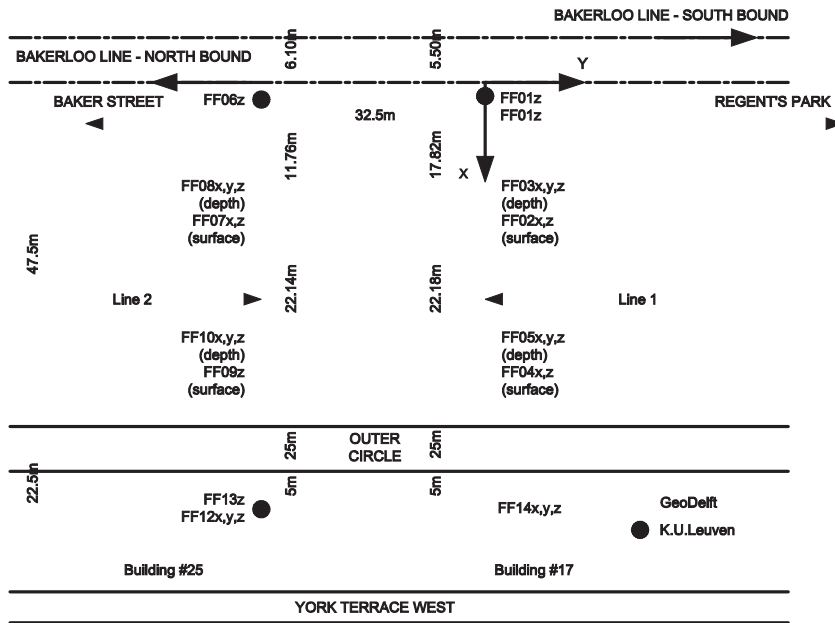 BAKERLOO LINE - SOUTH BOUND
BAKERLOO LINE - NORTH BOUND
6.10m
5.50m
Y
BAKER STREET
FF06z
FF01z
FF01z
REGENT'S PARK
32.5m
11.76m
17.82m
X
FF08x,y,z
(depth)
FF07x,z
(surface)
FF03x,y,z
(depth)
FF02x,z
(surface)
47.5m
22.14m
22.18m
Line 2
Line 1
FF10x,y,z
(depth)
FF09z
(surface)
FF05x,y,z
(depth)
FF04x,z
(surface)
25m
OUTER
CIRCLE
25m
22.5m
5m
5m
FF13z
FF12x,y,z
FF14x,y,z
GeoDelft
K.U.Leuven
Building #25
Building #17
YORK TERRACE WEST